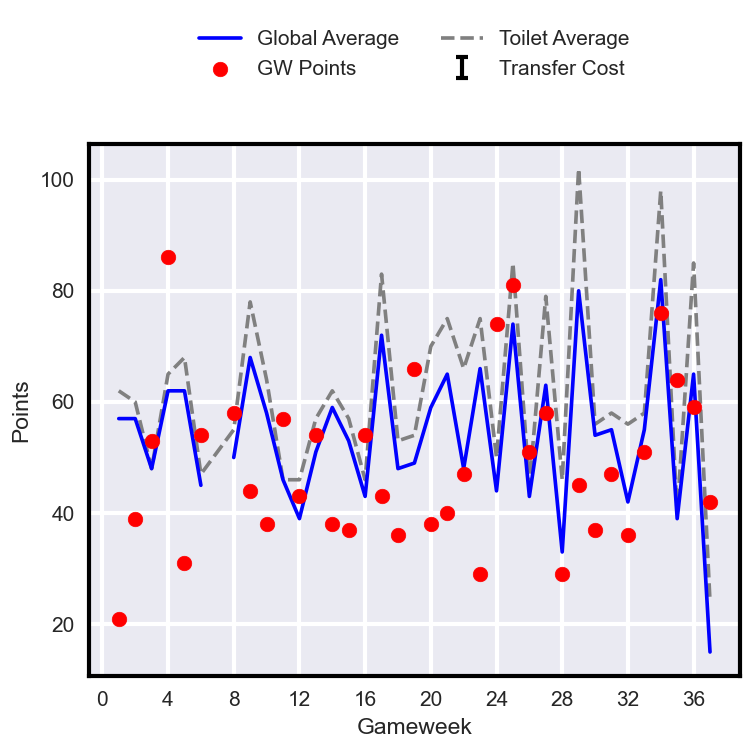 Global Average
Toilet Average
GW Points
Transfer Cost
100
80
60
40
20
Points
0 4 8 12 16 20 24 28 32 36
Gameweek